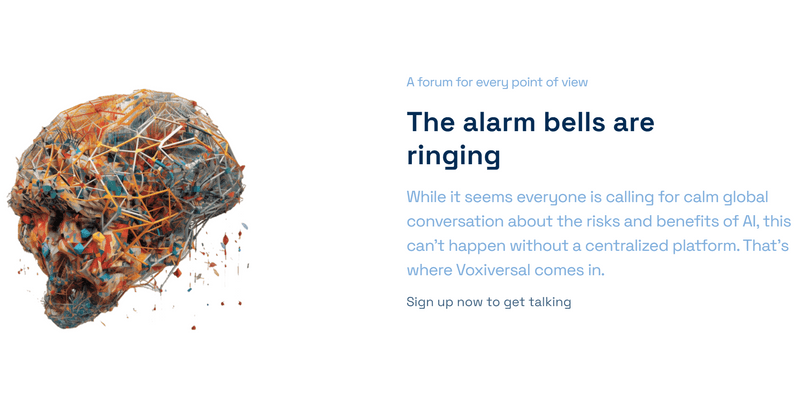 A forum for every point of view
The alarm bells are
ringing
While it seems everyone is calling for calm global
conversation about the risks and benefits of AI, this
can't happen without a centralized platform. That's
where Voxiversal comes in.
Sign up now to get talking